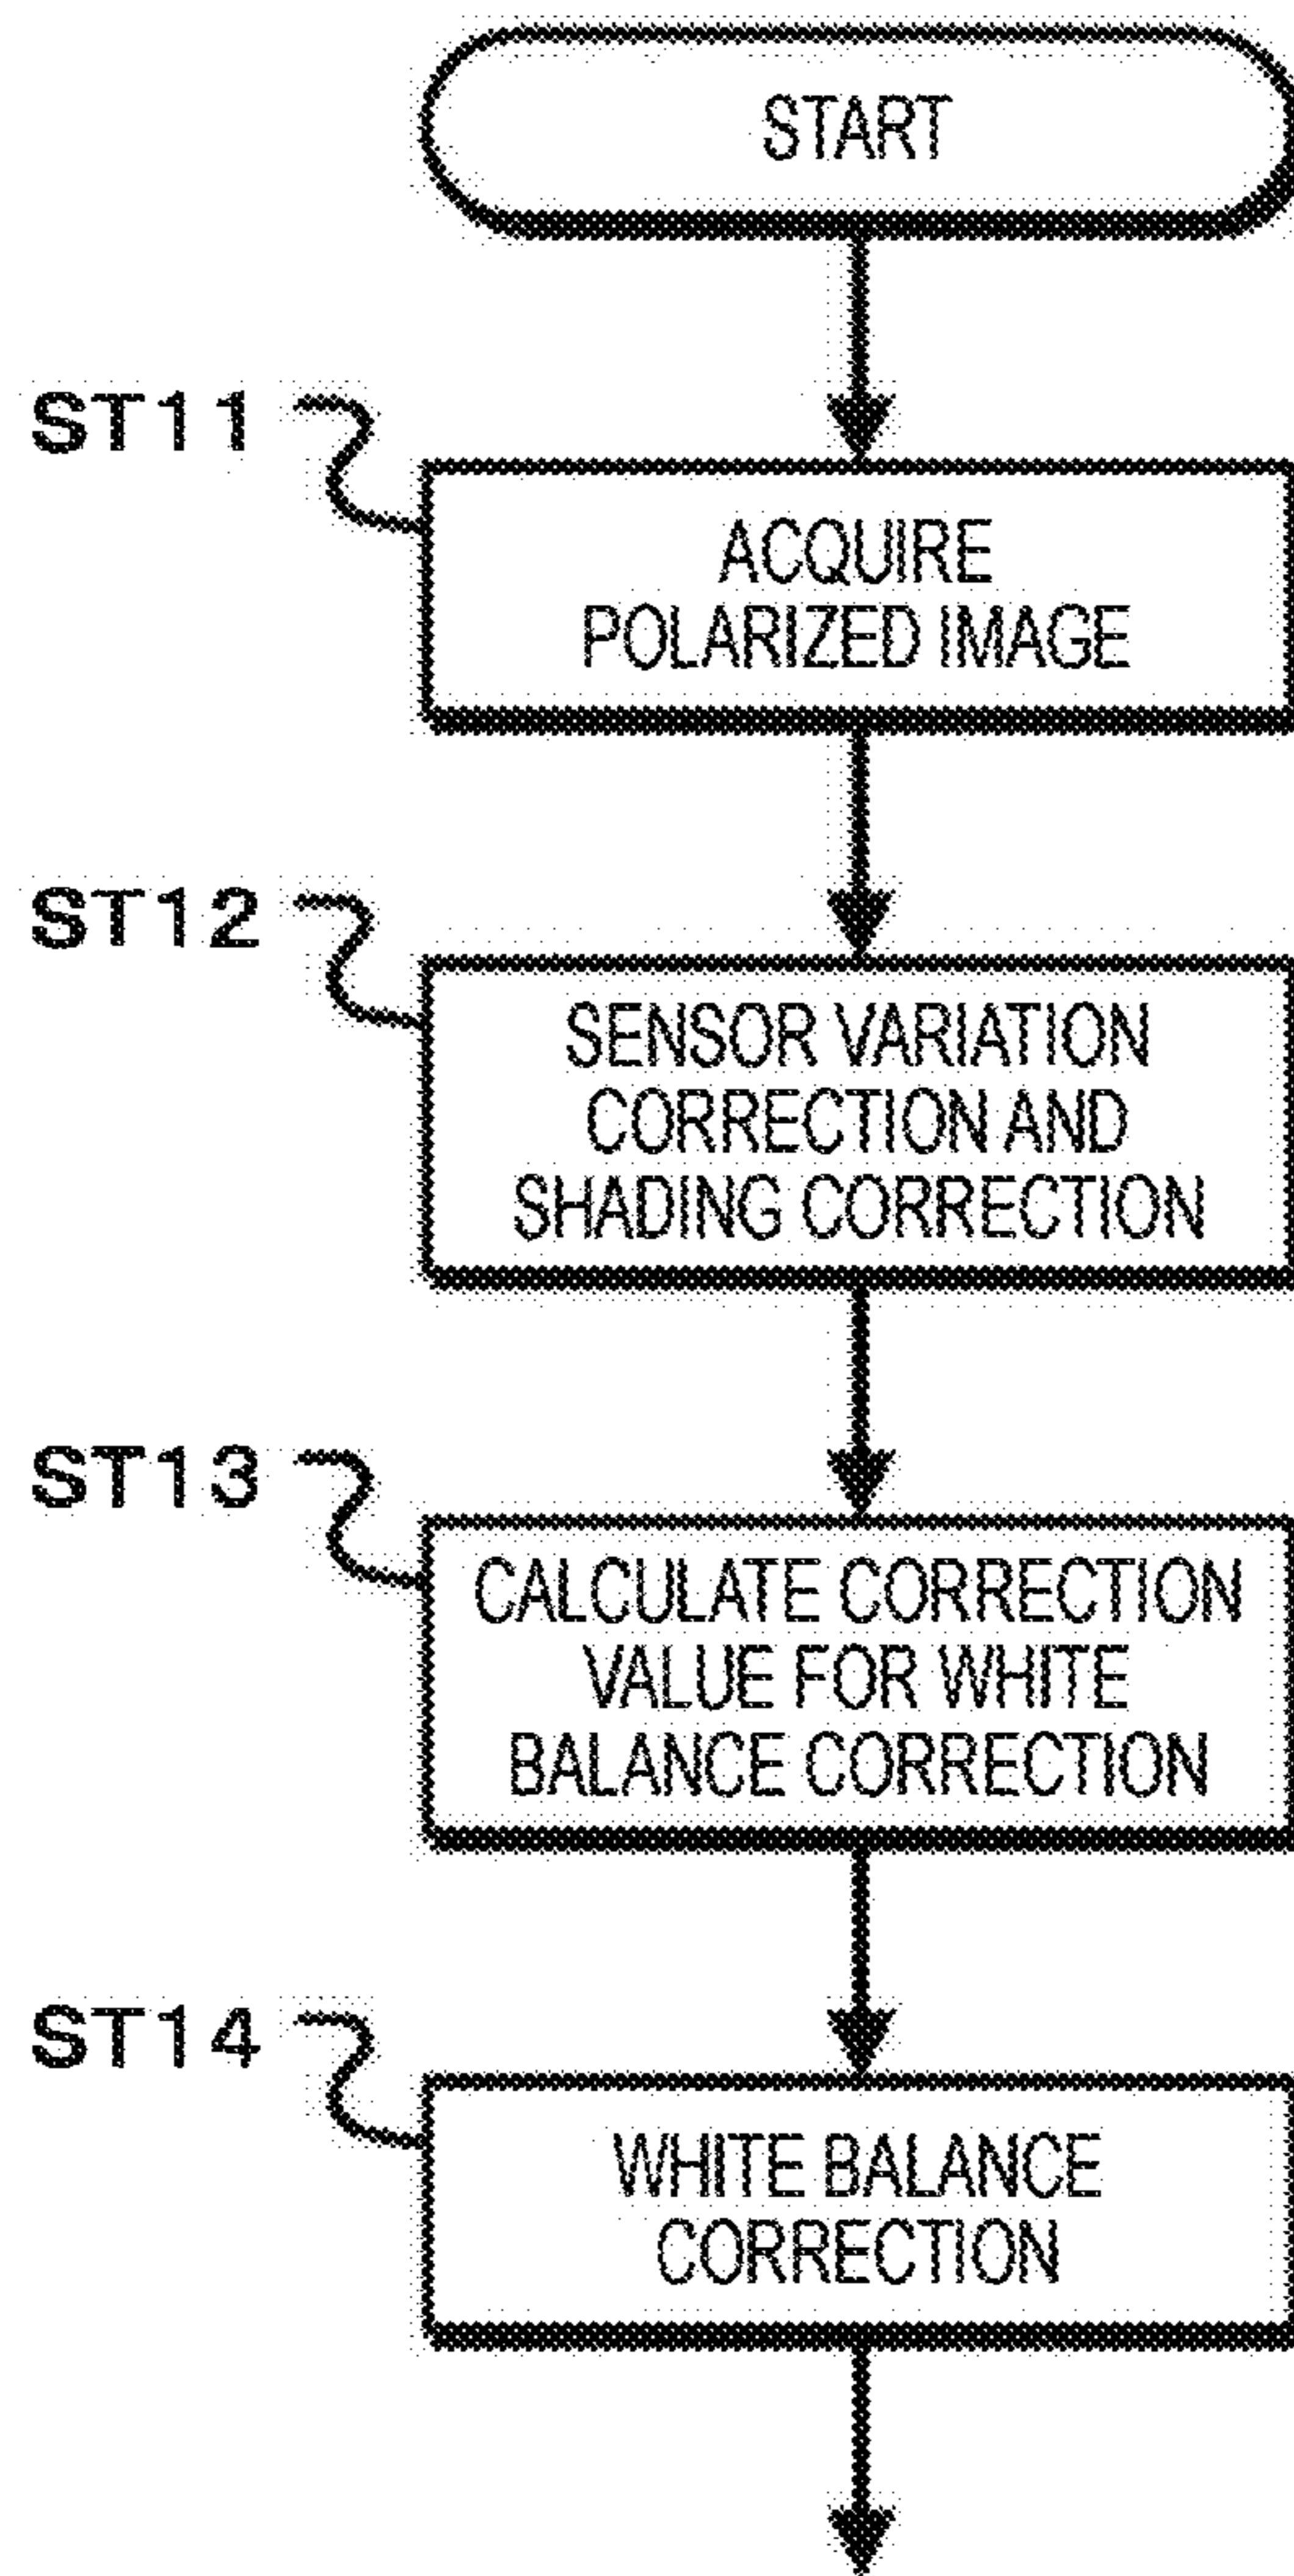 START
ST11
ACQUIRE
POLARIZED IMAGE
ST12
SENSOR VARIATION
CORRECTION AND
SHADING CORRECTION
ST13
CALCULATE CORRECTION
VALUE FOR WHITE
BALANCE CORRECTION
ST14
WHITE BALANCE
CORRECTION